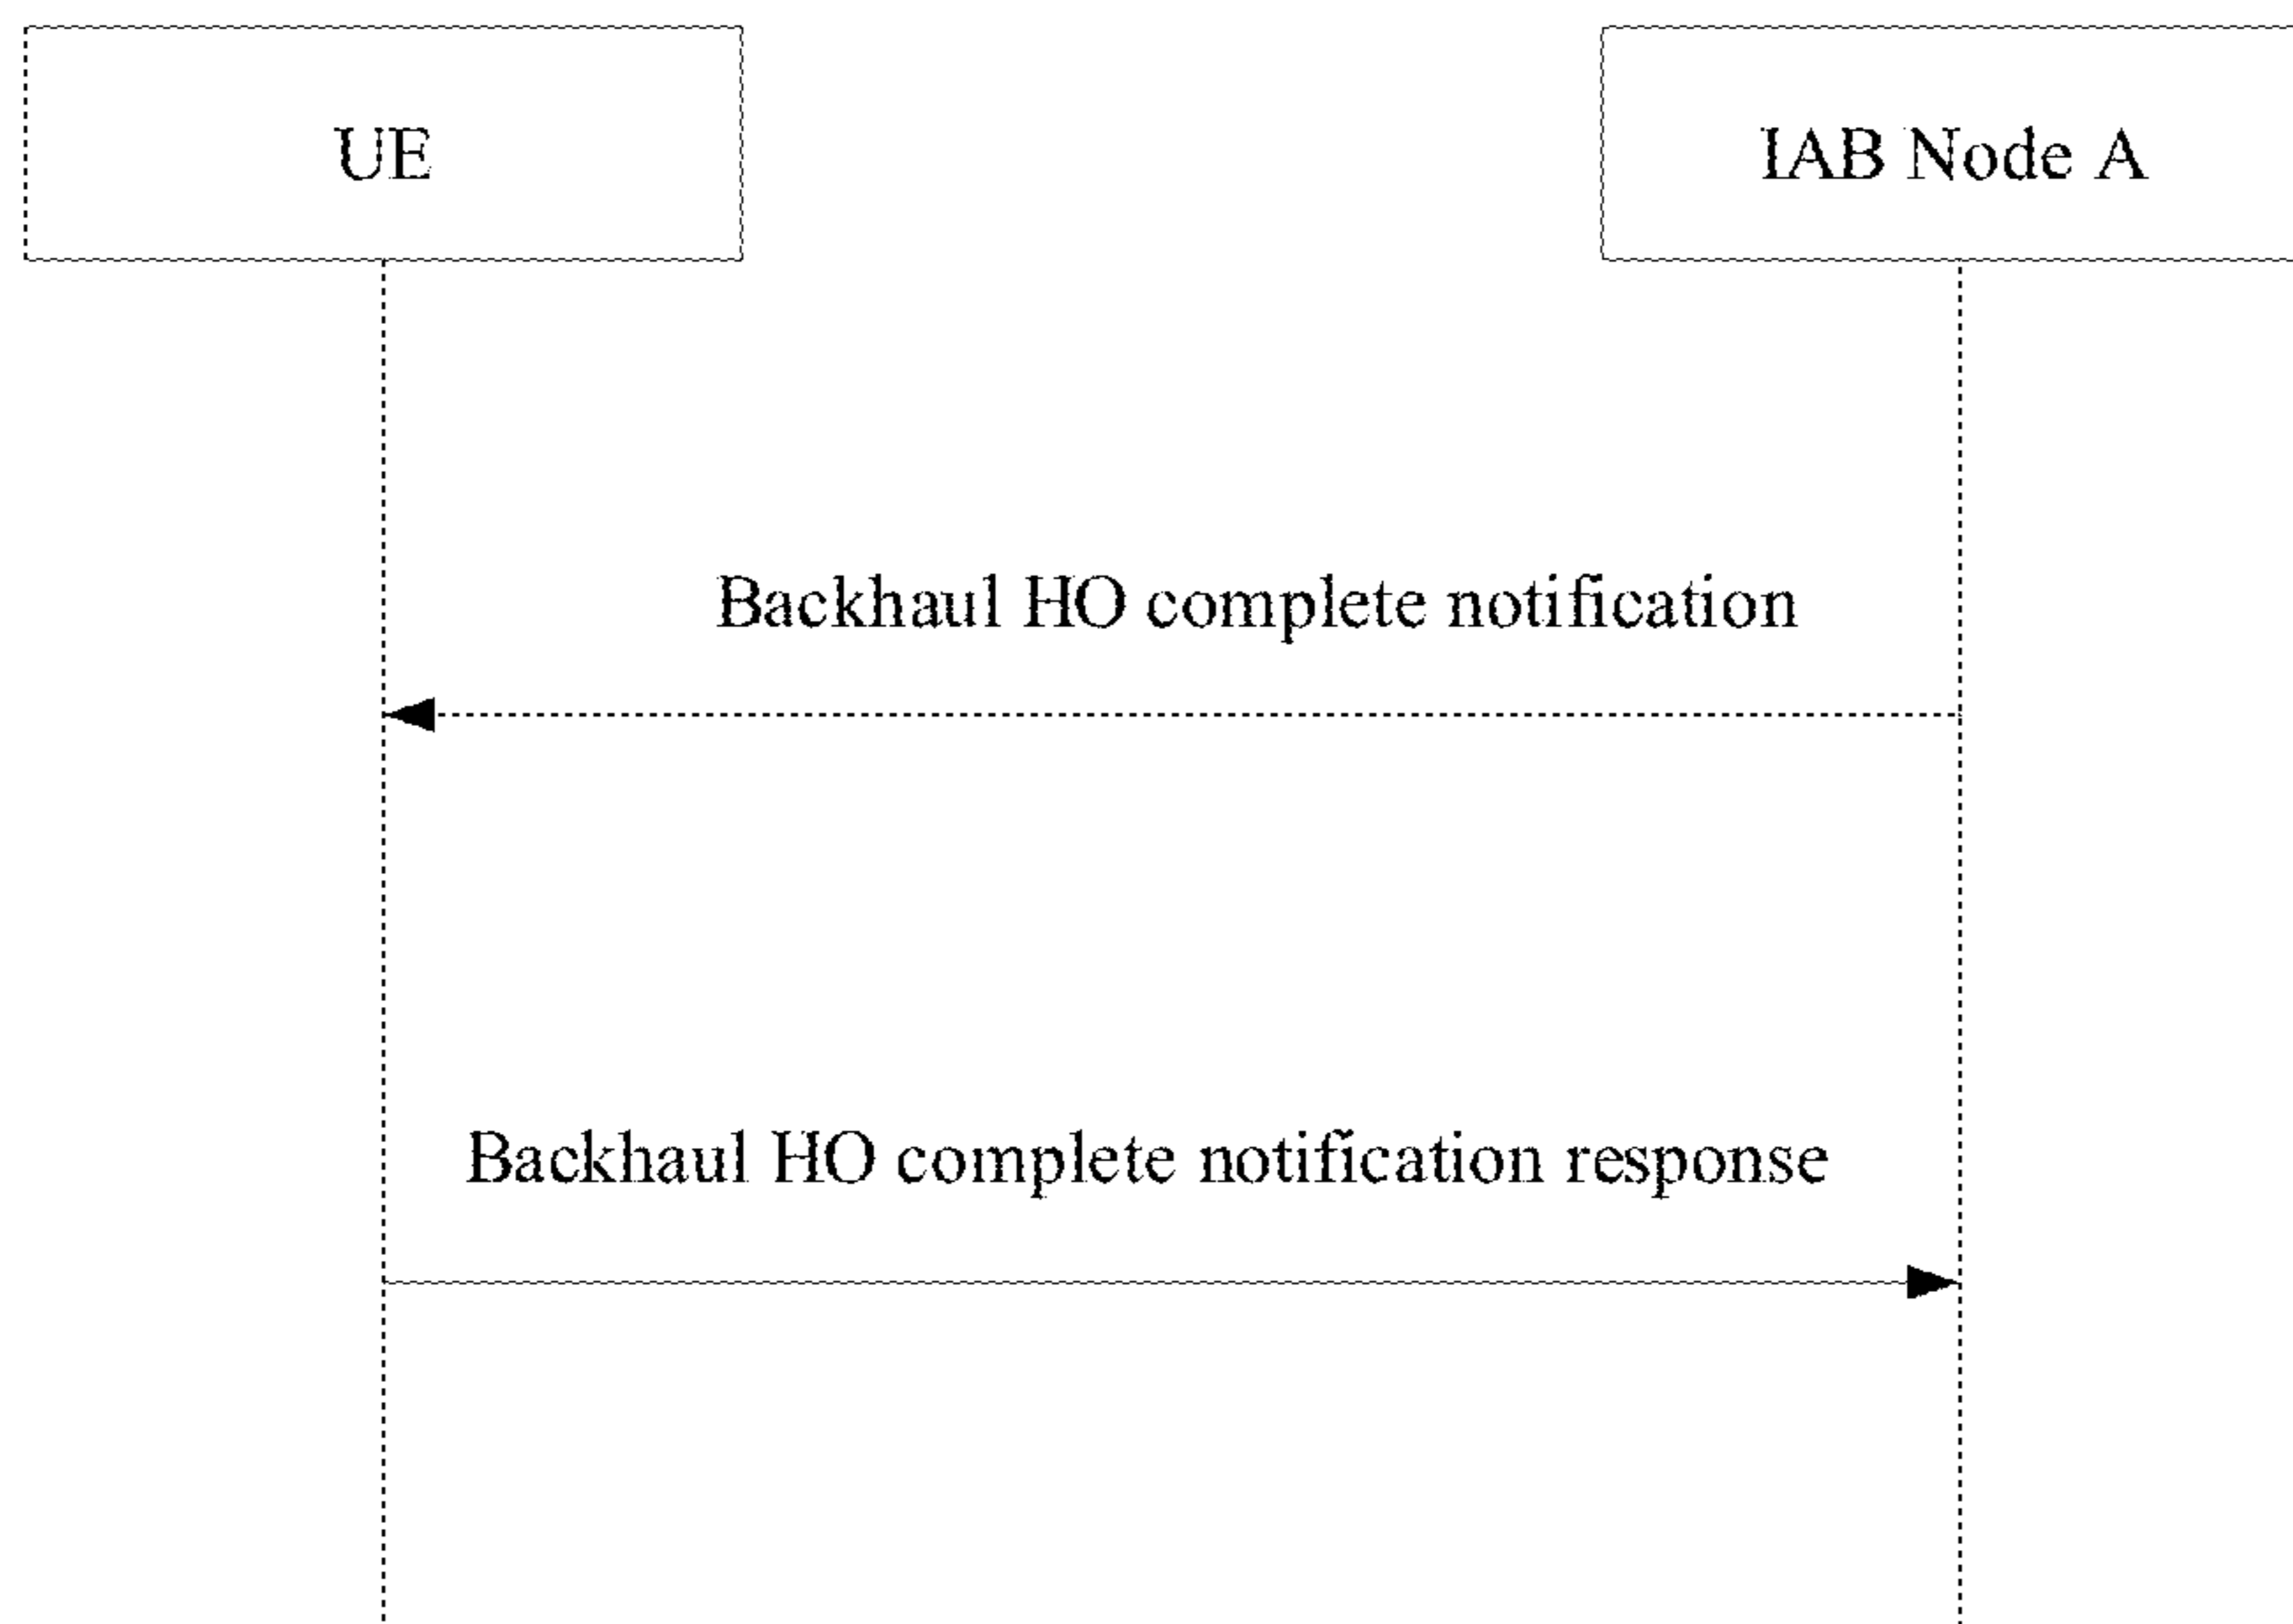 UE
IAB Node A
Backhaul HO complete notification
Backhaul HO complete notification response